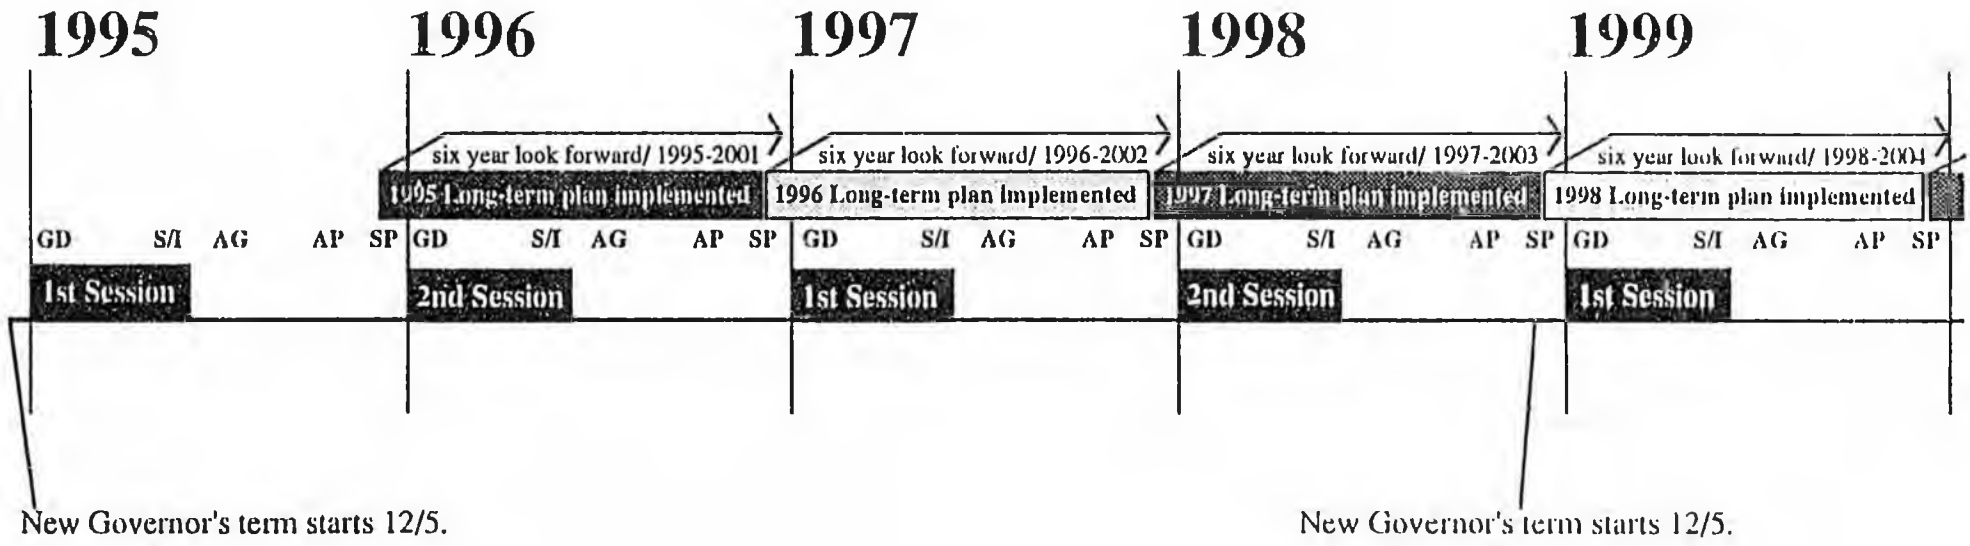 1995 1996 1997 1998 1999
six year look forward/ 1995-2001 six year look forward/ 1996-2002 six year look forward/ 1997-2003 six year look forward/ 1998-2004
1995 Long-term plan implemented 1996 Long-term plan implemented 1997 Long-term plan implemented 1998 Long-term plan implemented
GD S/I AG AP SP GD S/I AG AP SP GD S/I AG AP SP GD S/I AG AP SP GD S/I AG AP SP
1st Session 2nd Session 1st Session 2nd Session 1st Session
New Governor's term starts 12/5. New Governor's term starts 12/5.